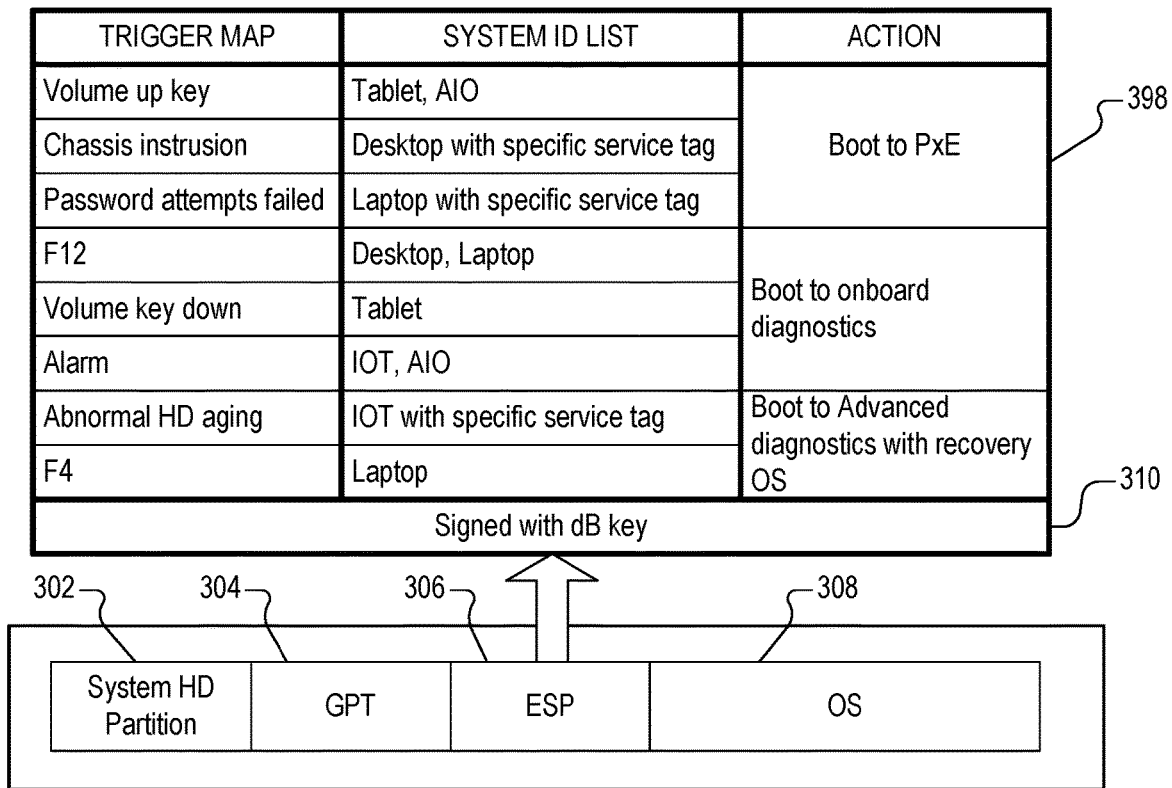 TRIGGER MAP SYSTEM ID LIST ACTION
Volume up key Tablet, AIO
Chassis instrusion Desktop with specific service tag Boot to PxE
Password attempts failed Laptop with specific service tag
398
F12 Desktop, Laptop
Volume key down Tablet Boot to onboard
diagnostics
Alarm IOT, AIO
Abnormal HD aging IOT with specific service tag Boot to Advanced
diagnostics with recovery
F4 Laptop OS
310
Signed with dB key
302 304 306 308
System HD
Partition GPT ESP OS